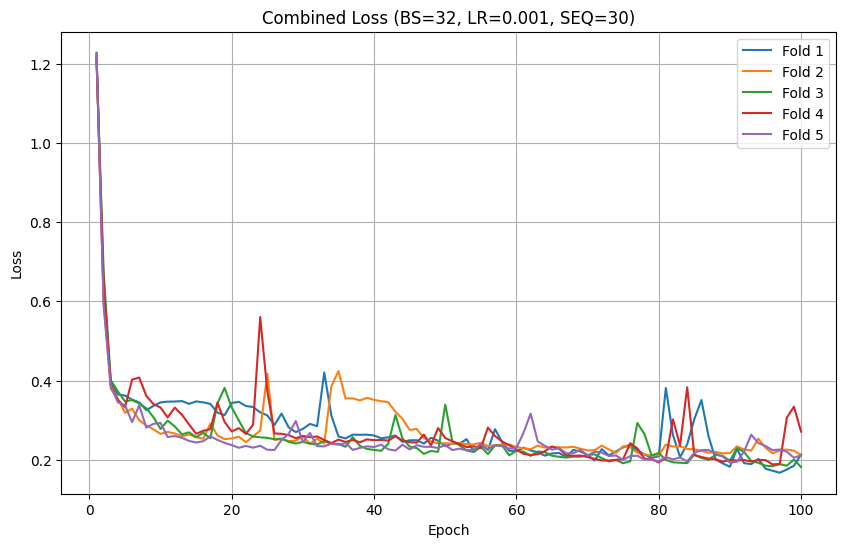 Combined Loss (BS=32, LR=0.001, SEQ=30)
Fold 1
Fold 2
Fold 3
Fold 4
Fold 5
Loss
1.2
1.0
0.8
0.6
0.4
0.2
0 20 40 60 80 100
Epoch